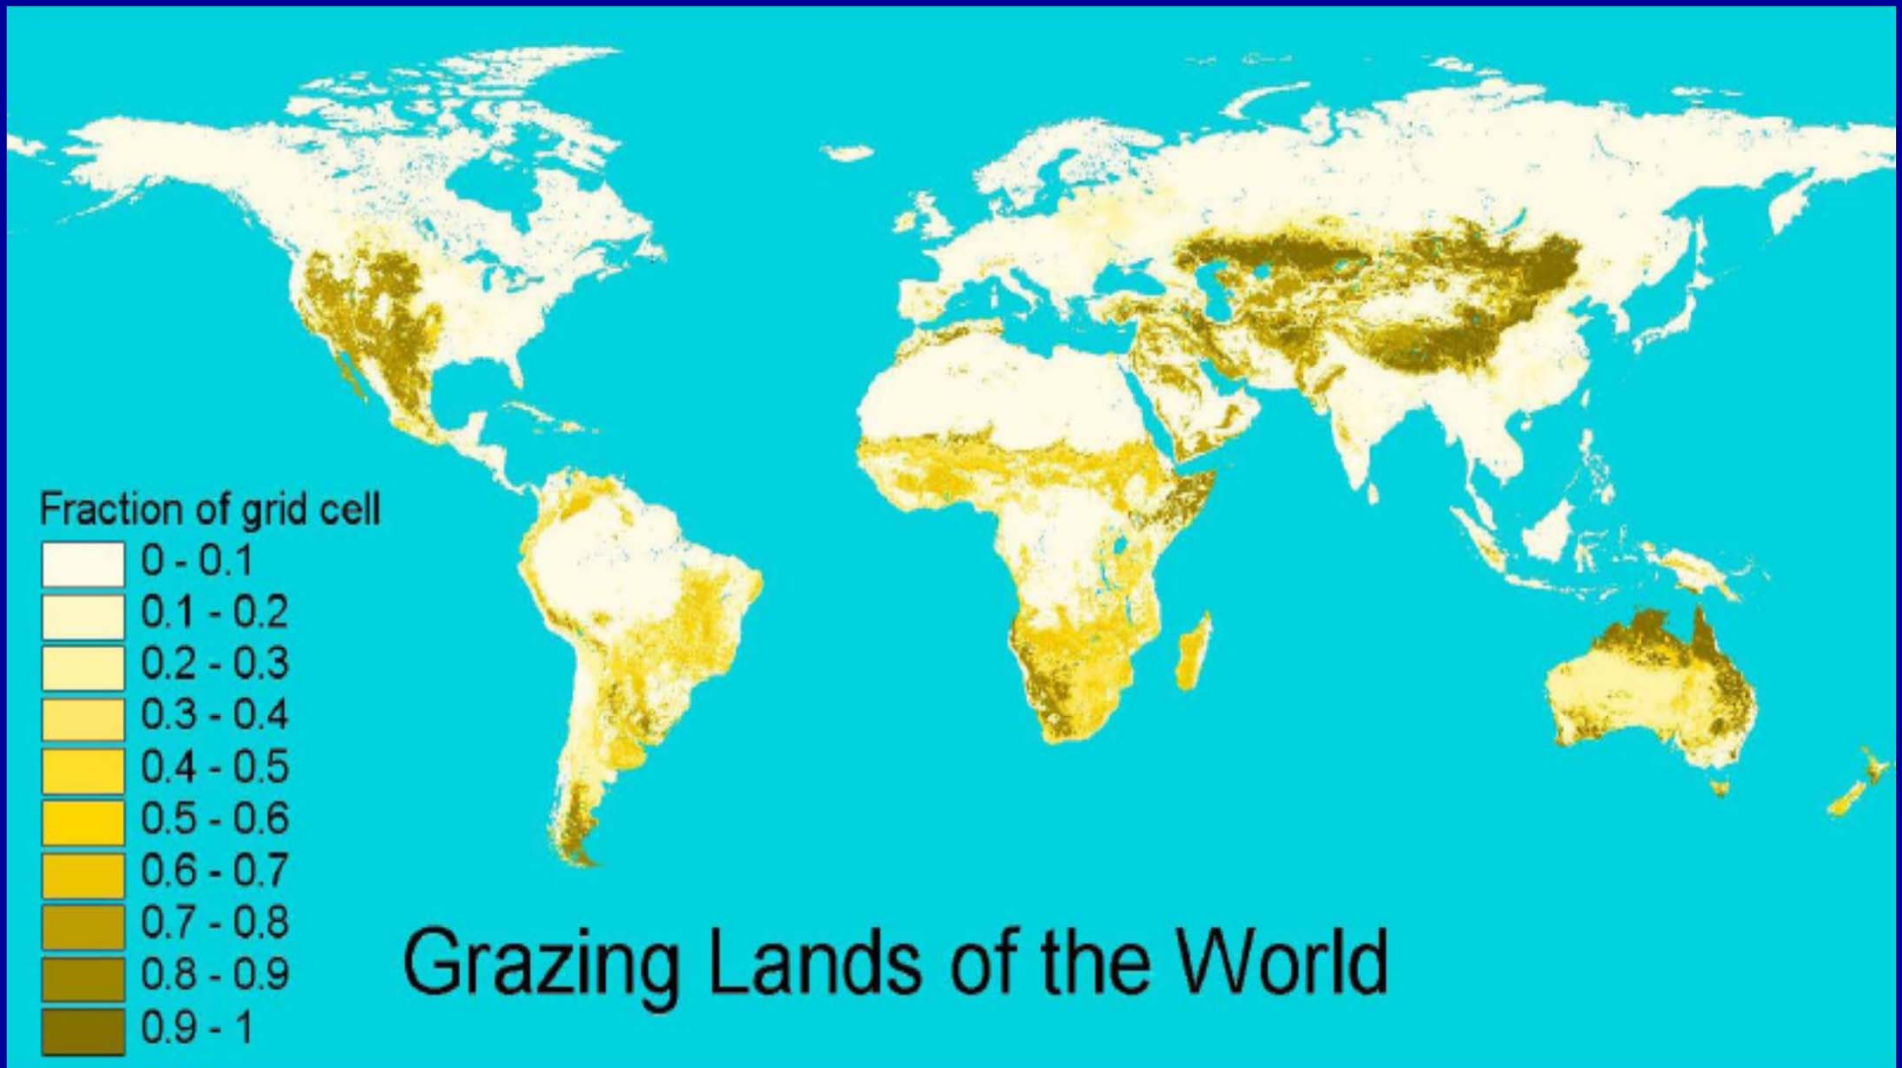 Fraction of grid cell
0 - 0.1
0.1 - 0.2
0.2 - 0.3
0.3 - 0.4
0.4 - 0.5
0.5 - 0.6
0.6 - 0.7
0.7 - 0.8
0.8 - 0.9
0.9 - 1
Grazing Lands of the World